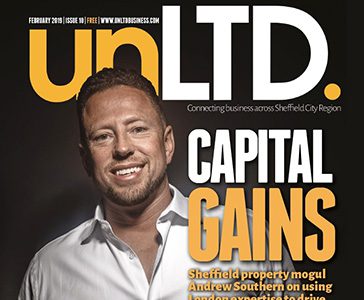 FEBRUARY 2019 | ISSUE 10 | FREE | WWW.UNLTDBUSINESS.COM
unLTD.
Connecting business across Sheffield City Region
CAPITAL
GAINS
Sheffield property mogul
Andrew Southern on using
London expertise to drive